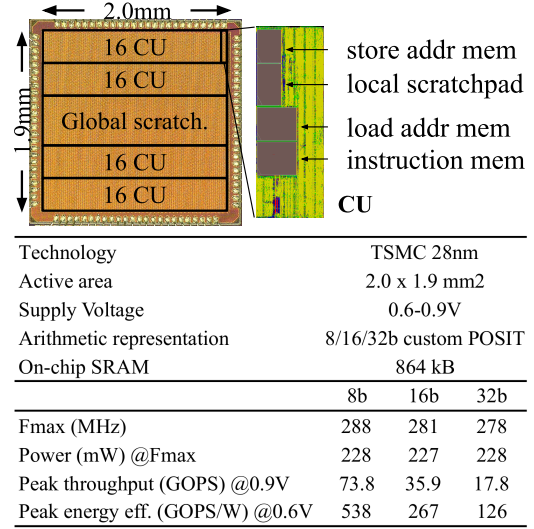 2.0mm
1.9mm
16 CU
16 CU
Global scratch.
16 CU
16 CU
store addr mem
local scratchpad
load addr mem
instruction mem
CU
Technology TSMC 28nm
Active area 2.0 x 1.9 mm2
Supply Voltage 0.6-0.9V
Arithmetic representation 8/16/32b custom POSIT
On-chip SRAM 864 kB
8b 16b 32b
Fmax (MHz) 288 281 278
Power (mW) @Fmax 228 227 228
Peak throughput (GOPS) @0.9V 73.8 35.9 17.8
Peak energy eff. (GOPS/W) @0.6V 538 267 126